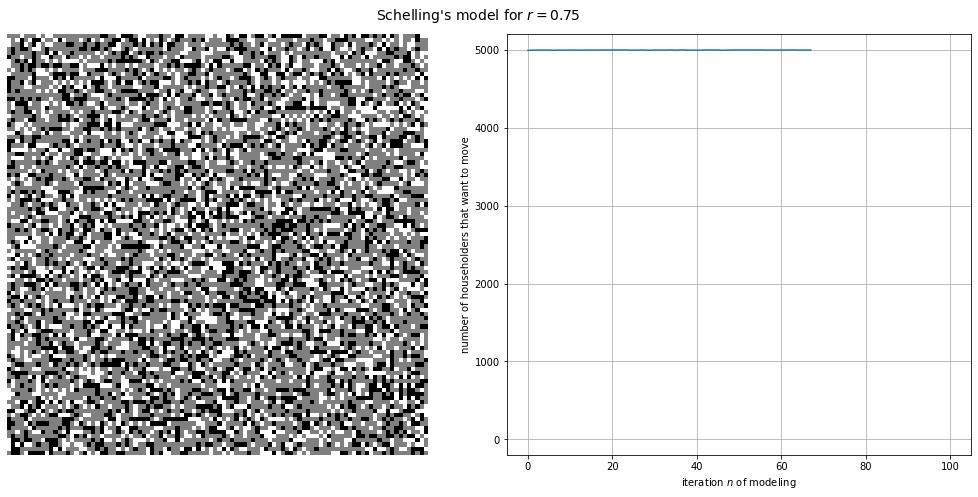 Schelling's model for r = 0.75
number of householders that want to move
5000
4000
3000
2000
1000
0
0 20 40 60 80 100
iteration n of modeling